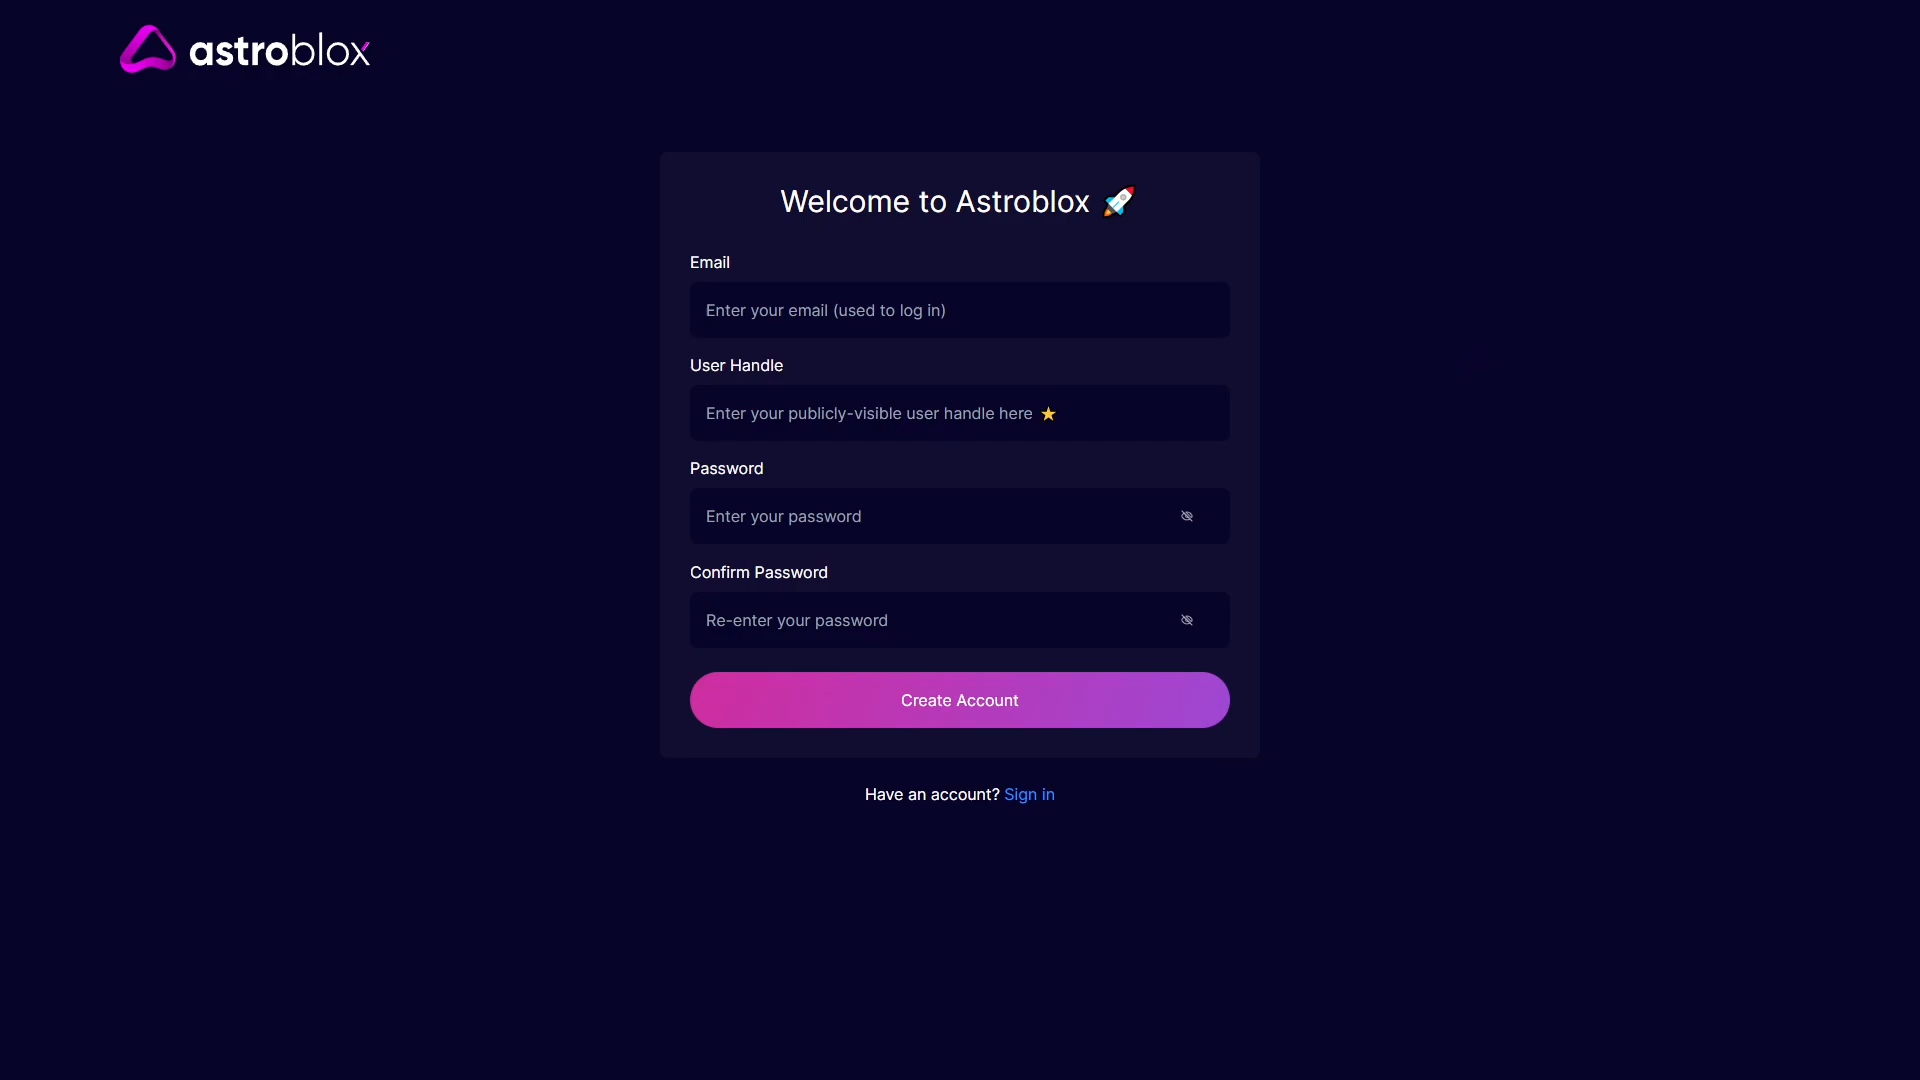 astroblox
Welcome to Astroblox 🚀
Email
Enter your email (used to log in)
User Handle
Enter your publicly-visible user handle here ⭐
Password
Enter your password
Confirm Password
Re-enter your password
Create Account
Have an account? Sign in